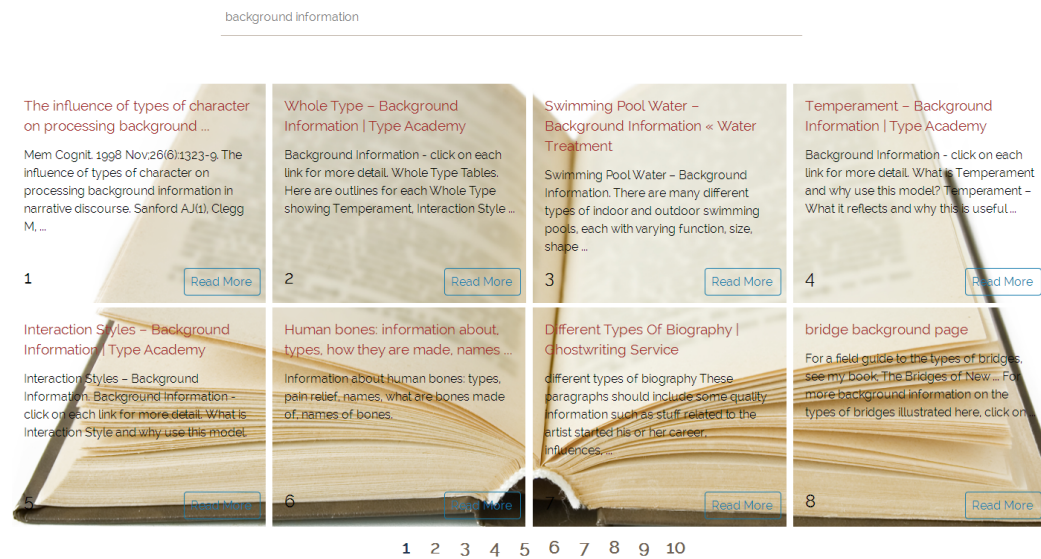 background information
The influence of types of character
on processing background ...
Mem Cognit. 1998 Nov;26(6):1323-9. The
influence of types of character on
processing background information in
narrative discourse. Sanford AJ(1), Clegg
M, ...
1
Read More
Whole Type – Background
Information | Type Academy
Background Information - click on each
link for more detail. Whole Type Tables.
Here are outlines for each Whole Type
showing Temperament, Interaction Style ...
2
Read More
Swimming Pool Water –
Background Information « Water
Treatment
Swimming Pool Water – Background
Information. There are many different
types of indoor and outdoor swimming
pools, each with varying function, size,
shape ...
3
Read More
Temperament – Background
Information | Type Academy
Background Information - click on each
link for more detail. What is Temperament
and why use this model? Temperament –
What it reflects and why this is useful ...
4
Read More
Interaction Styles – Background
Information | Type Academy
Interaction Styles – Background
Information. Background Information -
click on each link for more detail. What is
Interaction Style and why use this model.
5
Read More
Human bones: information about,
types, how they are made, names ...
Information about human bones: types,
pain relief, names, what are bones made
of, names of bones.
6
Read More
Different Types Of Biography |
Ghostwriting Service
different types of biography These
paragraphs should include some quality
information such as stuff related to the
artist started his or her career,
influences, ...
7
Read More
bridge background page
For a field guide to the types of bridges,
see my book, The Bridges of New ... For
more background information on the
types of bridges illustrated here, click on ...
8
Read More
1 2 3 4 5 6 7 8 9 10